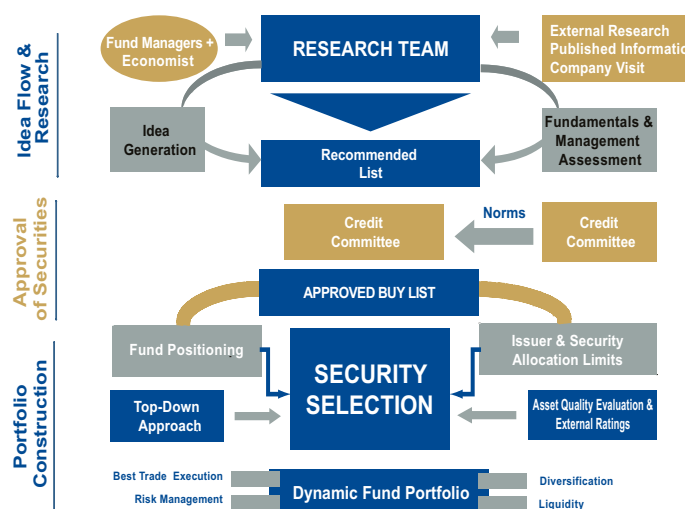 Idea Flow &
Research
Fund Managers +
Economist
RESEARCH TEAM
External Research
Published Informatio
Company Visit
Idea
Generation
Fundamentals &
Management
Assessment
Recommended
List
Approval
of Securities
Credit
Committee
Norms
Credit
Committee
APPROVED BUY LIST
Portfolio
Construction
Fund Positioning
Issuer & Security
Allocation Limits
SECURITY
SELECTION
Top-Down
Approach
Asset Quality Evaluation &
External Ratings
Best Trade Execution
Risk Management
Dynamic Fund Portfolio
Diversification
Liquidity